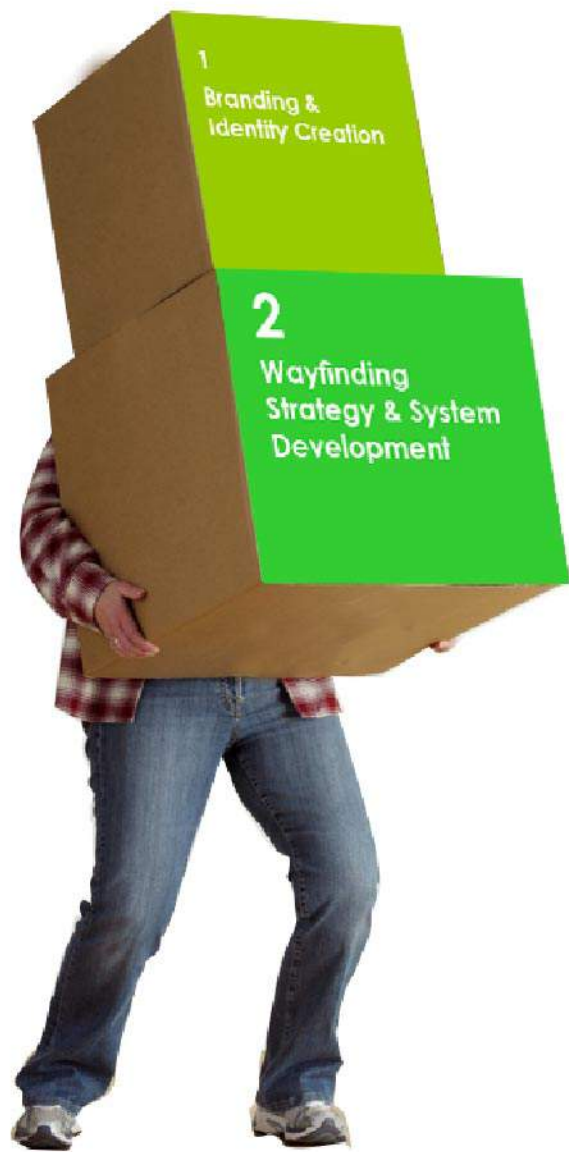 1
Branding &
Identity Creation
2
Wayfinding
Strategy & System
Development